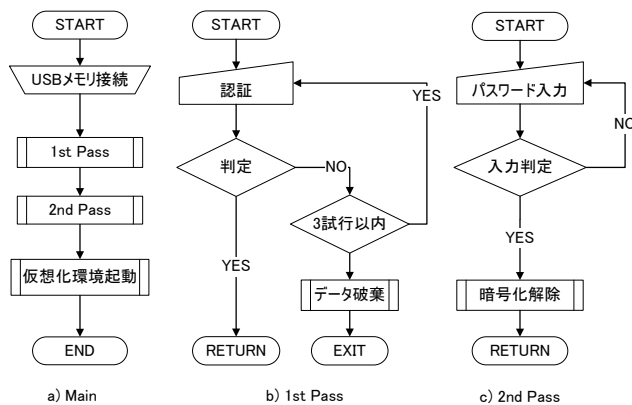 START
USBメモリ接続
1st Pass
2nd Pass
仮想化環境起動
END
a) Main
START
認証
YES
判定
NO
3試行以内
YES
データ破棄
RETURN
EXIT
b) 1st Pass
START
パスワード入力
NO
入力判定
YES
暗号化解除
RETURN
c) 2nd Pass